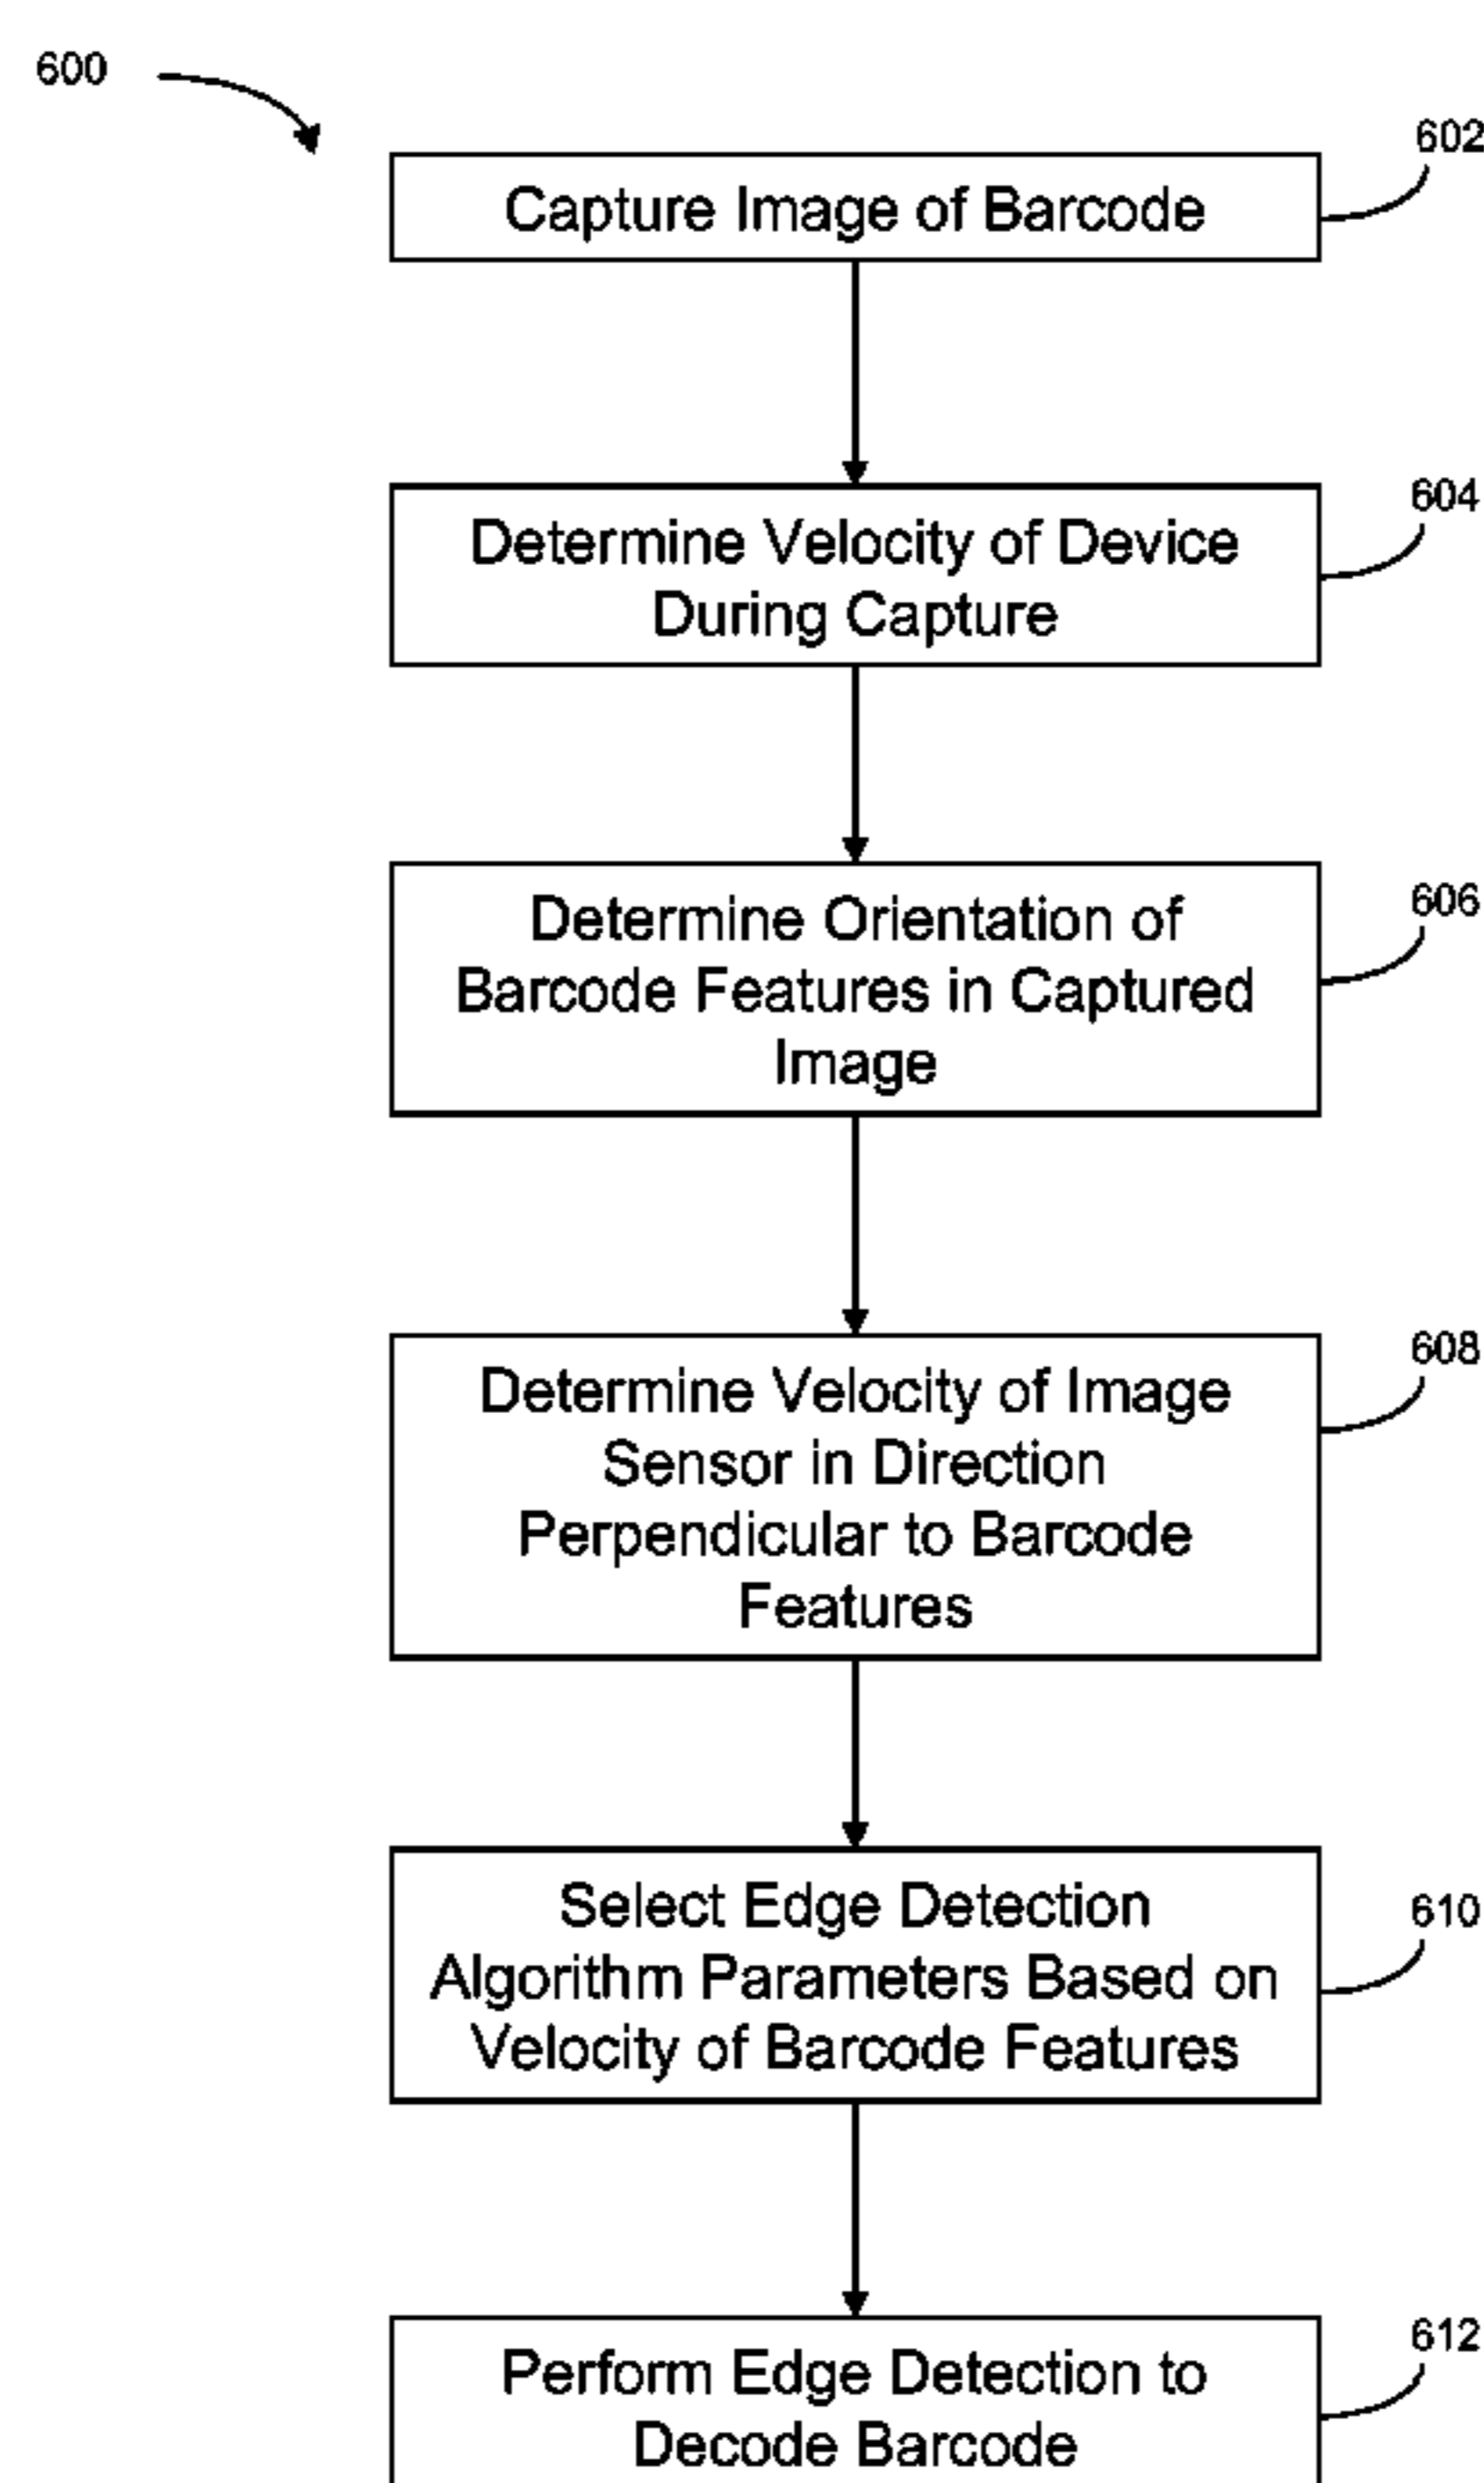 600
602
Capture Image of Barcode
604
Determine Velocity of Device
During Capture
606
Determine Orientation of
Barcode Features in Captured
Image
608
Determine Velocity of Image
Sensor in Direction
Perpendicular to Barcode
Features
610
Select Edge Detection
Algorithm Parameters Based on
Velocity of Barcode Features
612
Perform Edge Detection to
Decode Barcode